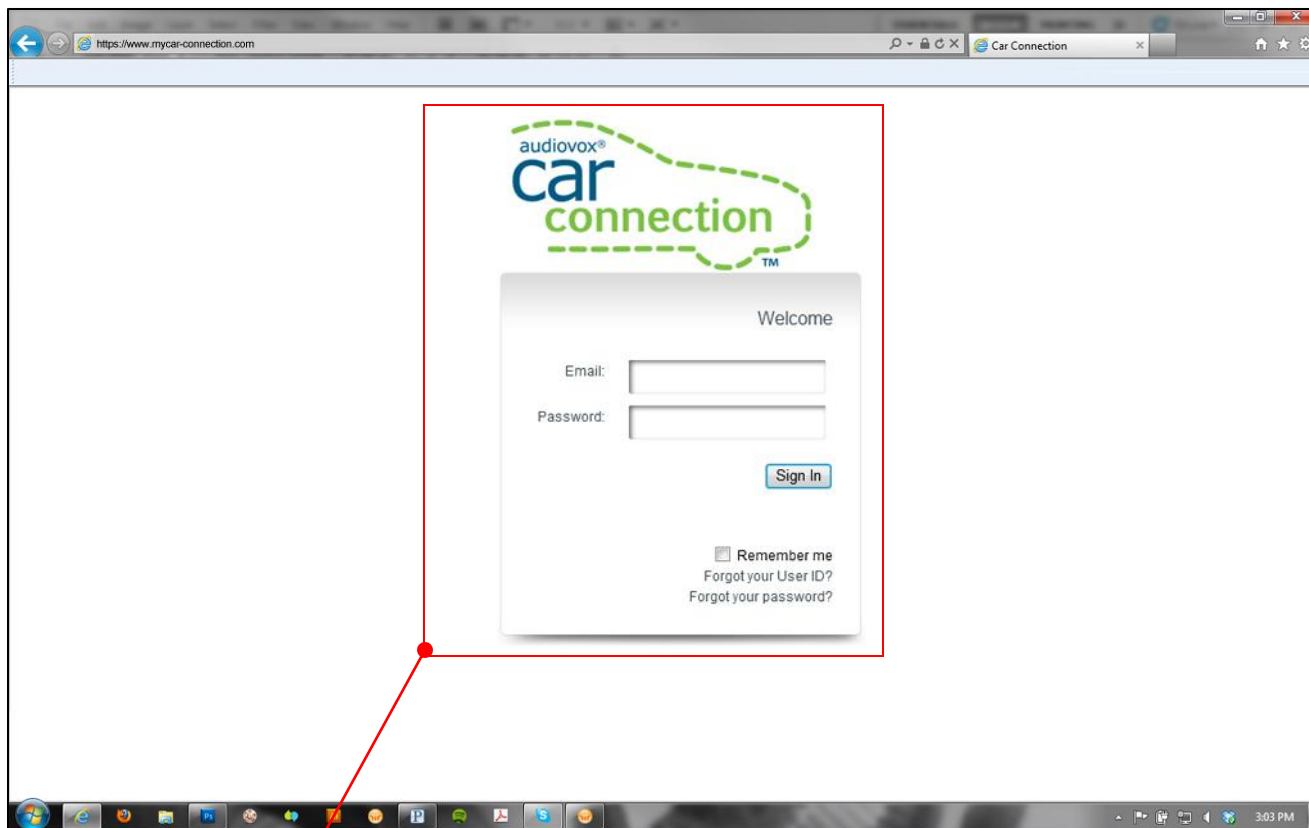 https://www.mycar-connection.com
Car Connection
audiovox®
car
connection
TM
Welcome
Email:
Password:
Sign In
Remember me
Forgot your User ID?
Forgot your password?
3:03 PM